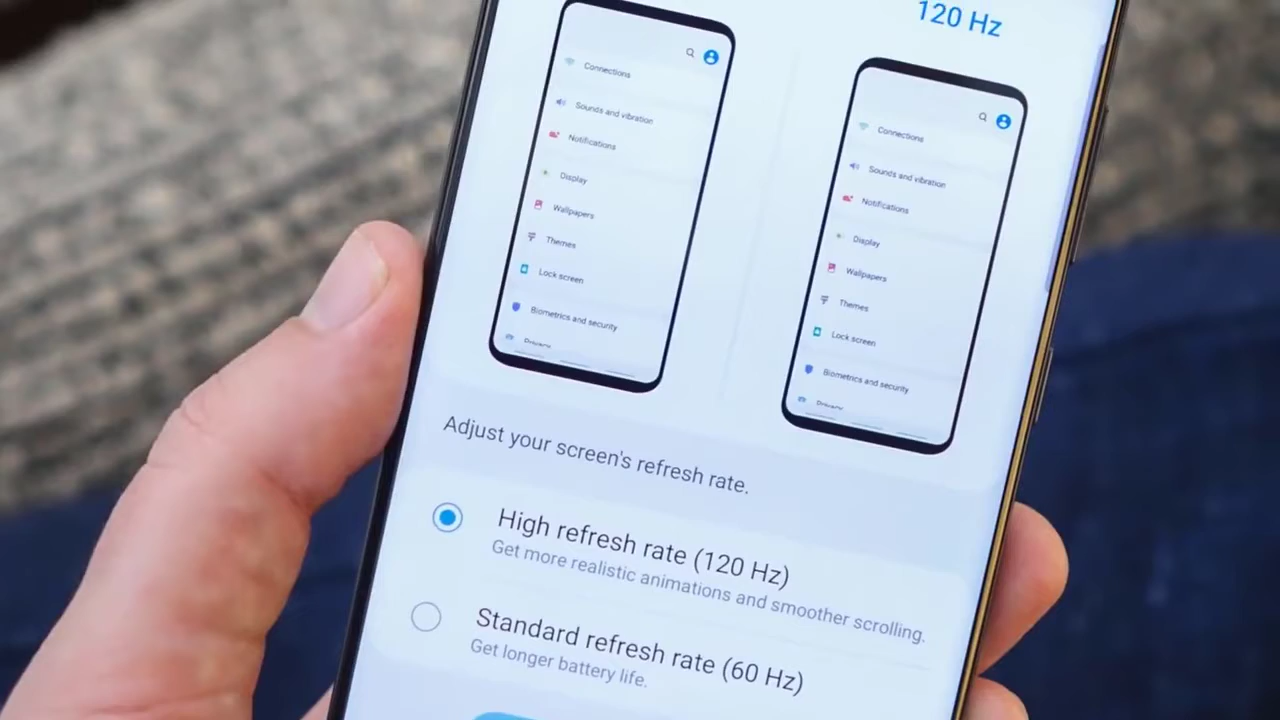 120 Hz
Connections
Sounds and vibration
Notifications
Display
Wallpapers
Themes
Lock screen
Biometrics and security
Connections
Sounds and vibration
Notifications
Display
Wallpapers
Themes
Lock screen
Biometrics and security
Adjust your screen's refresh rate.
High refresh rate (120 Hz)
Get more realistic animations and smoother scrolling.
Standard refresh rate (60 Hz)
Get longer battery life.